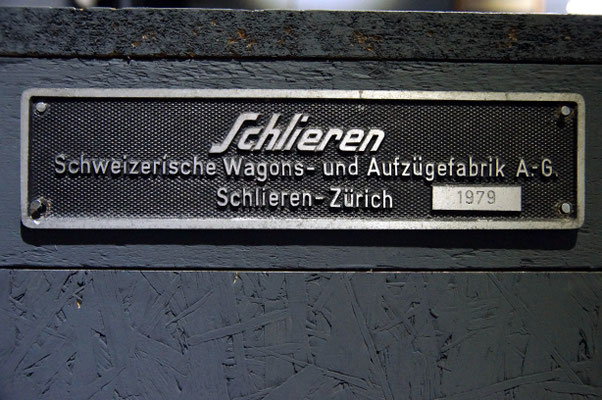 Schlieren
Schweizerische Wagons- und Aufzügefabrik A.-G.
Schlieren-Zürich 1979